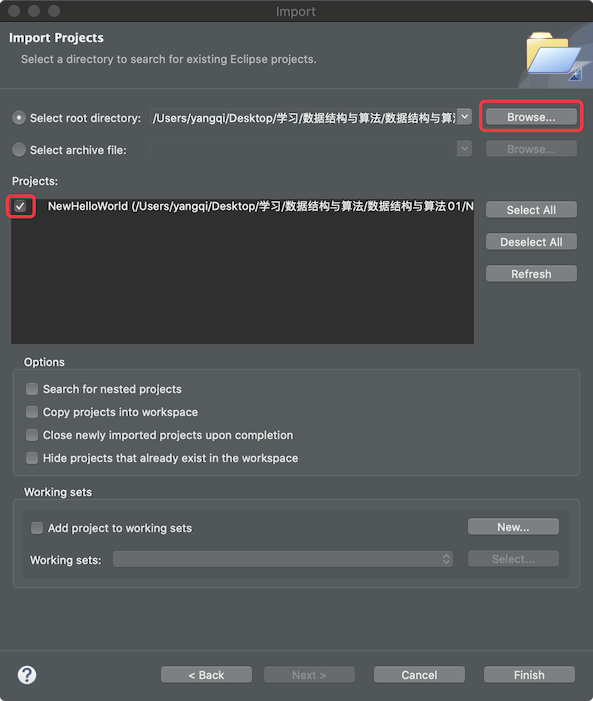 Import
Import Projects
Select a directory to search for existing Eclipse projects.
Select root directory: /Users/yangqi/Desktop/学习/数据结构与算法/数据结构与算 Browse...
Select archive file: Browse...
Projects:
NewHelloWorld (/Users/yangqi/Desktop/学习/数据结构与算法/数据结构与算法01/N
Select All
Deselect All
Refresh
Options
Search for nested projects
Copy projects into workspace
Close newly imported projects upon completion
Hide projects that already exist in the workspace
Working sets
Add project to working sets New...
Working sets: Select...
? < Back Next > Cancel Finish